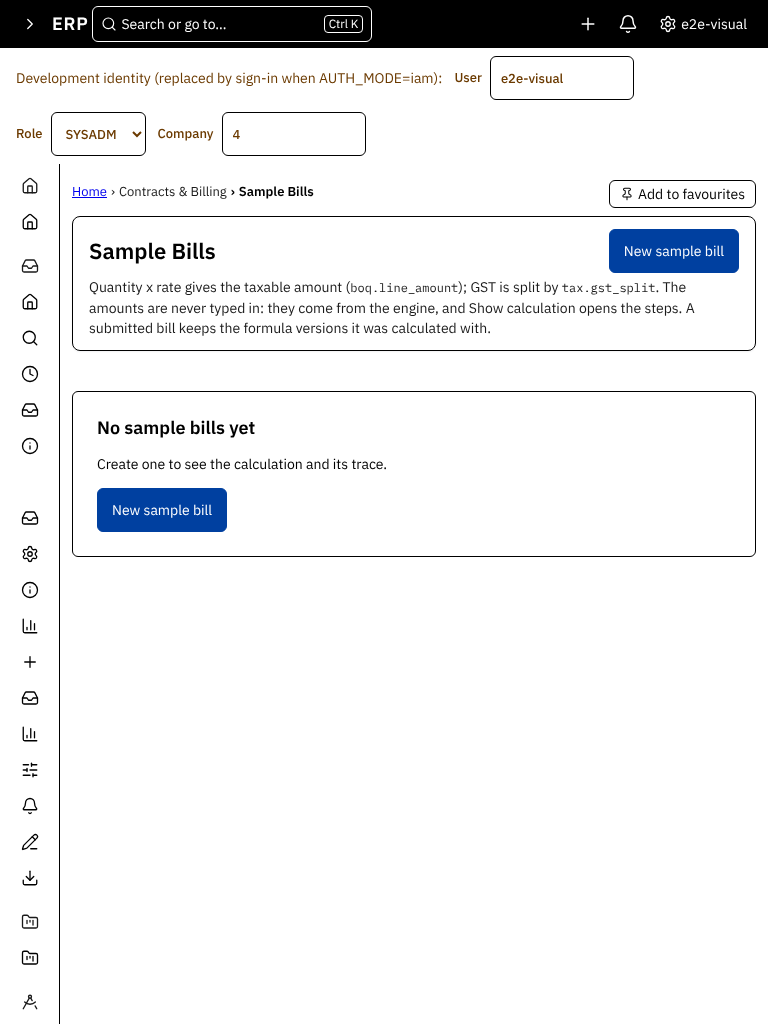 ERP
Search or go to...
Ctrl K
e2e-visual
Development identity (replaced by sign-in when AUTH_MODE=iam): User e2e-visual
Role SYSADM Company 4
Home › Contracts & Billing › Sample Bills
Add to favourites
Sample Bills
New sample bill
Quantity x rate gives the taxable amount (boq.line_amount); GST is split by tax.gst_split. The
amounts are never typed in: they come from the engine, and Show calculation opens the steps. A
submitted bill keeps the formula versions it was calculated with.
No sample bills yet
Create one to see the calculation and its trace.
New sample bill